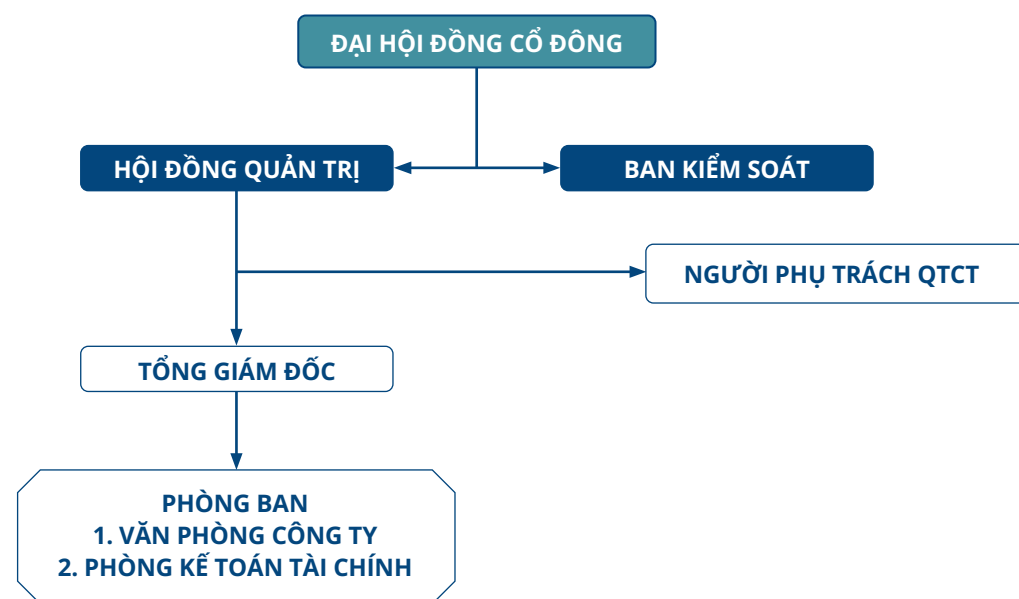 ĐẠI HỘI ĐỒNG CỔ ĐÔNG
HỘI ĐỒNG QUẢN TRỊ
BAN KIỂM SOÁT
NGƯỜI PHỤ TRÁCH QTCT
TỔNG GIÁM ĐỐC
PHÒNG BAN
1. VĂN PHÒNG CÔNG TY
2. PHÒNG KẾ TOÁN TÀI CHÍNH